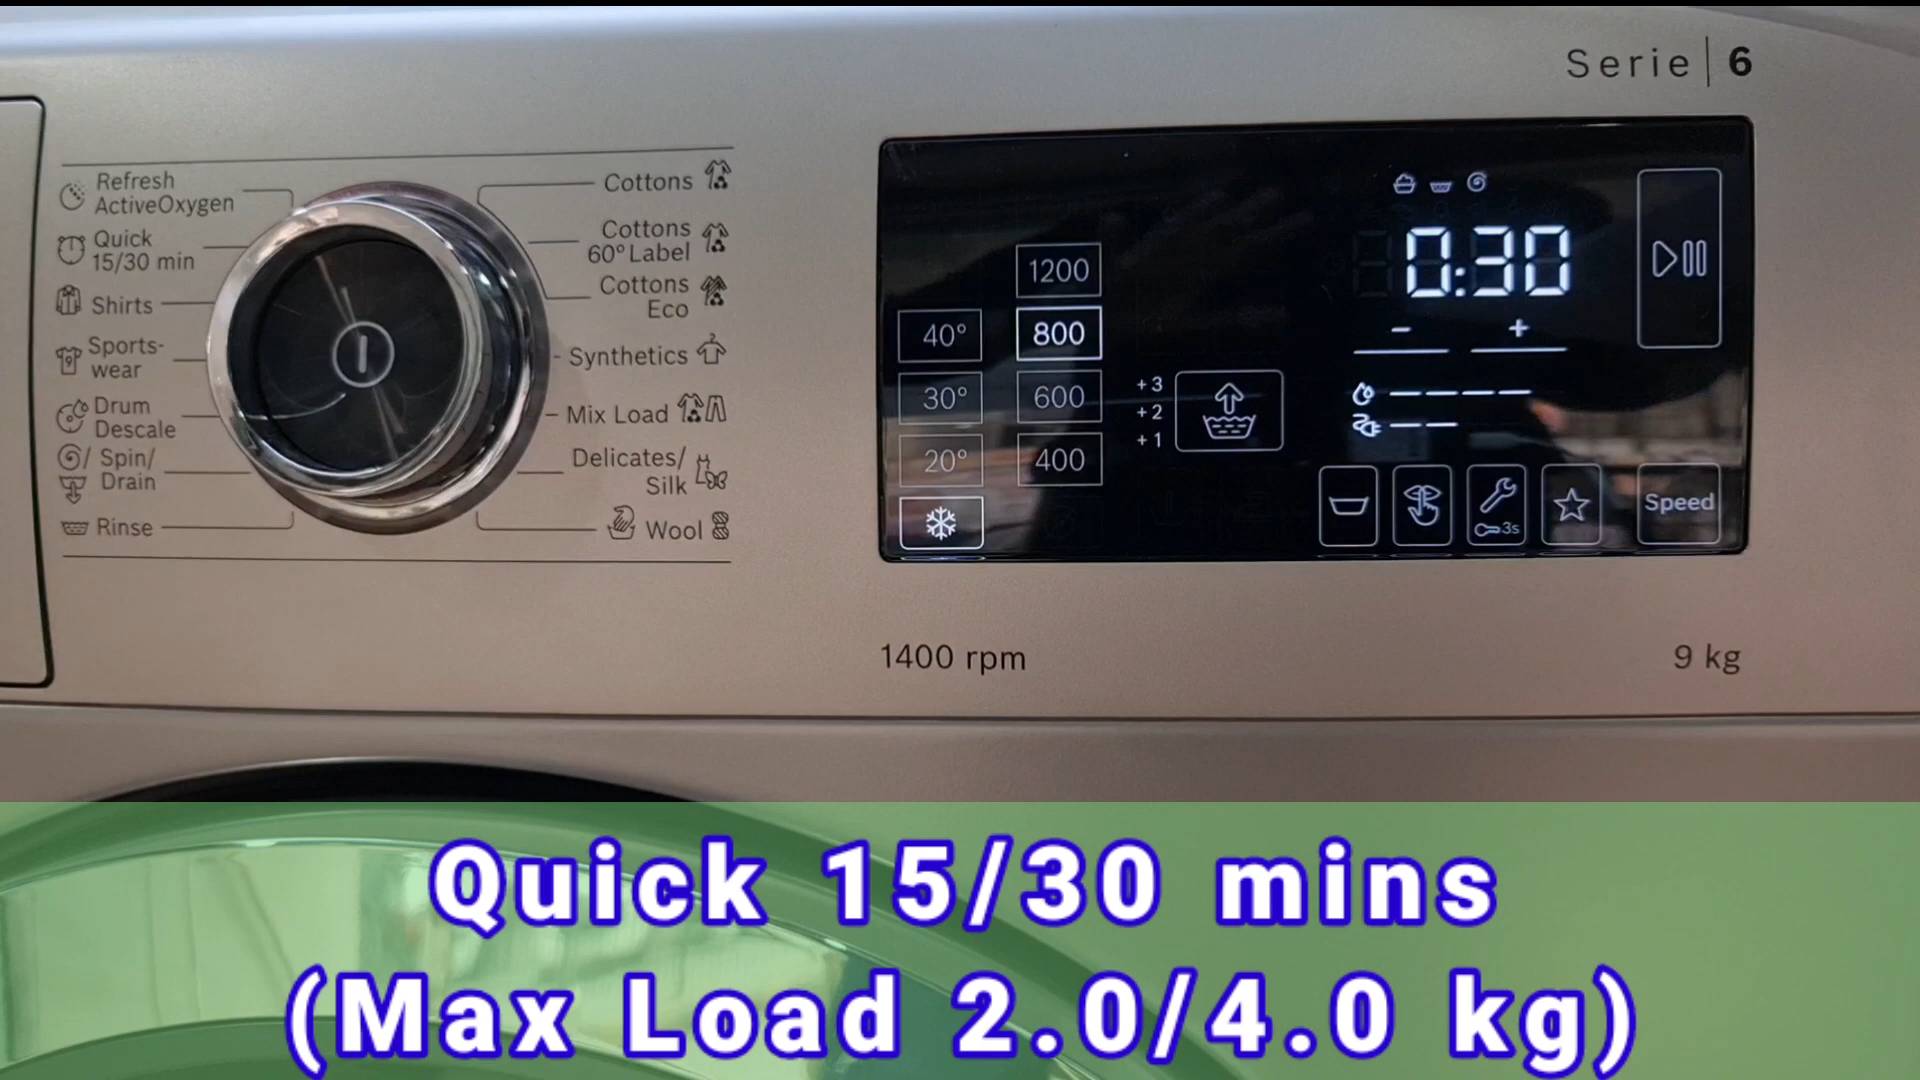 Serie | 6
Refresh
ActiveOxygen
Quick
15/30 min
Shirts
Sports-
wear
Drum
Descale
Spin/
Drain
Rinse
Cottons
Cottons
60° Label
Cottons
Eco
Synthetics
Mix Load
Delicates/
Silk
Wool
1200
40° 800
30° 600
20° 400
+3
+2
+1
0:30
- +
3s
Speed
1400 rpm
9 kg
Quick 15/30 mins
(Max Load 2.0/4.0 kg)